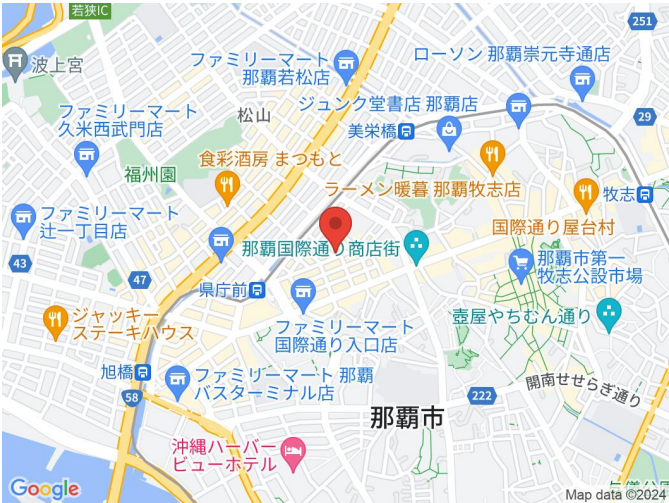 若狭IC
251
波上宮
ファミリーマート
那覇若松店
ローソン 那覇崇元寺通店
ファミリーマート
久米西武門店
松山
ジュンク堂書店 那覇店
29
美栄橋
食彩酒房 まつもと
福州園
ラーメン暖暮 那覇牧志店
牧志
ファミリーマート
辻一丁目店
国際通り屋台村
那覇国際通り商店街
那覇市第一
牧志公設市場
43
47
県庁前
ジャッキー
ステーキハウス
ファミリーマート
国際通り入口店
壺屋やちむん通り
旭橋
ファミリーマート 那覇
バスターミナル店
58
222
開南せせらぎ通り
那覇市
沖縄ハーバー
ビューホテル
Google
Map data ©2024